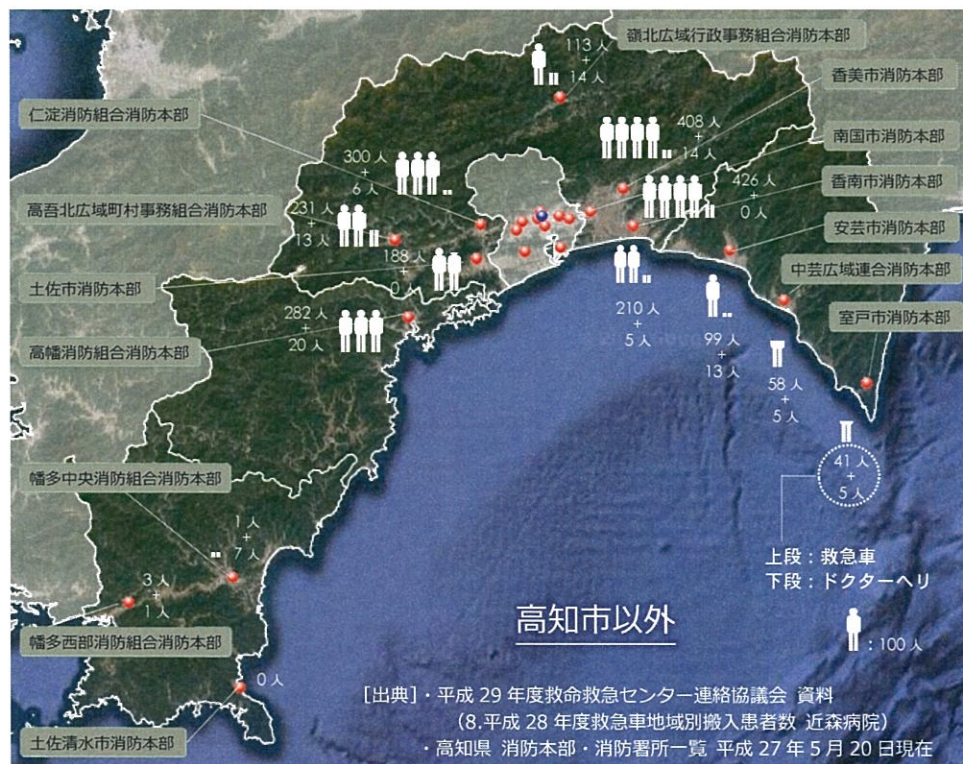 嶺北広域行政事務組合消防本部
113人
+
14人
香美市消防本部
仁淀消防組合消防本部
408人
+
14人
南国市消防本部
300人
+
6人
426人
+
0人
香南市消防本部
高吾北広域町村事務組合消防本部
231人
+
13人
安芸市消防本部
188人
+
0人
中芸広域連合消防本部
土佐市消防本部
282人
+
20人
210人
+
5人
99人
+
13人
室戸市消防本部
高幡消防組合消防本部
58人
+
5人
41人
+
5人
幡多中央消防組合消防本部
1人
+
7人
上段：救急車
下段：ドクターヘリ
3人
+
1人
高知市以外
：100人
幡多西部消防組合消防本部
0人
土佐清水市消防本部
[出典]・平成29年度救命救急センター連絡協議会 資料
（8.平成28年度救急車地域別搬入患者数 近森病院）
・高知県 消防本部・消防署所一覧 平成27年5月20日現在